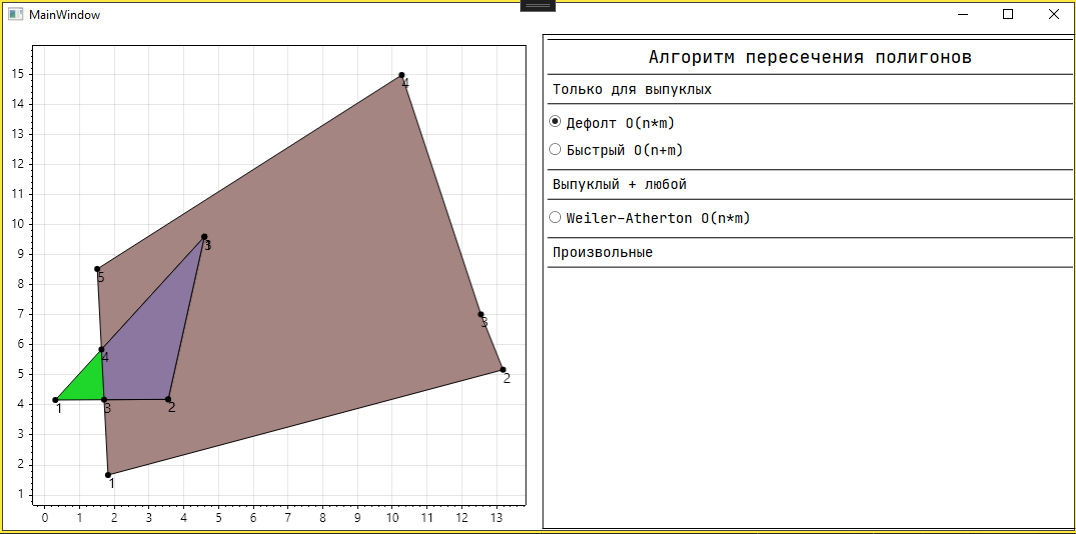 MainWindow
Алгоритм пересечения полигонов
Только для выпуклых
Дефолт O(n*m)
Быстрый O(n+m)
Выпуклый + любой
Weiler-Atherton O(n*m)
Произвольные
15
14
13
12
11
10
9
8
7
6
5
4
3
2
1
0 1 2 3 4 5 6 7 8 9 10 11 12 13
4
5
3
4
2
1
3
2
1